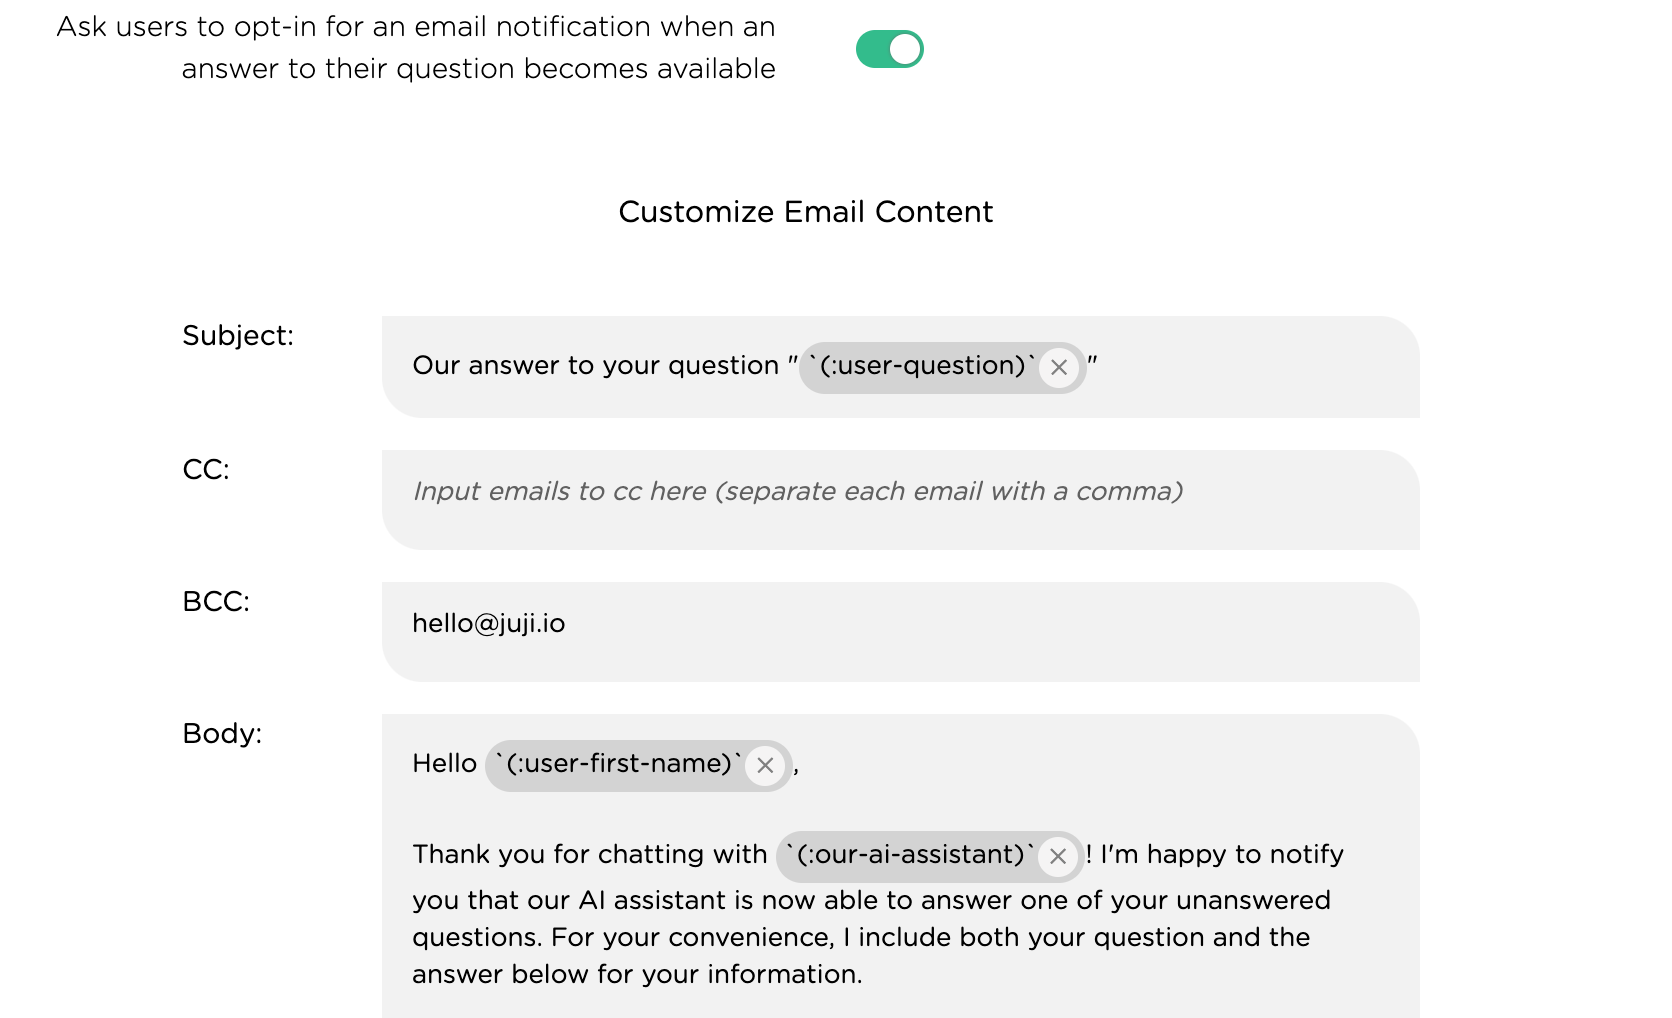 Ask users to opt-in for an email notification when an
answer to their question becomes available
Customize Email Content
Subject:
Our answer to your question "`(:user-question)`"
CC:
Input emails to cc here (separate each email with a comma)
BCC:
hello@juji.io
Body:
Hello `(:user-first-name)`,
Thank you for chatting with `(:our-ai-assistant)`! I'm happy to notify
you that our AI assistant is now able to answer one of your unanswered
questions. For your convenience, I include both your question and the
answer below for your information.